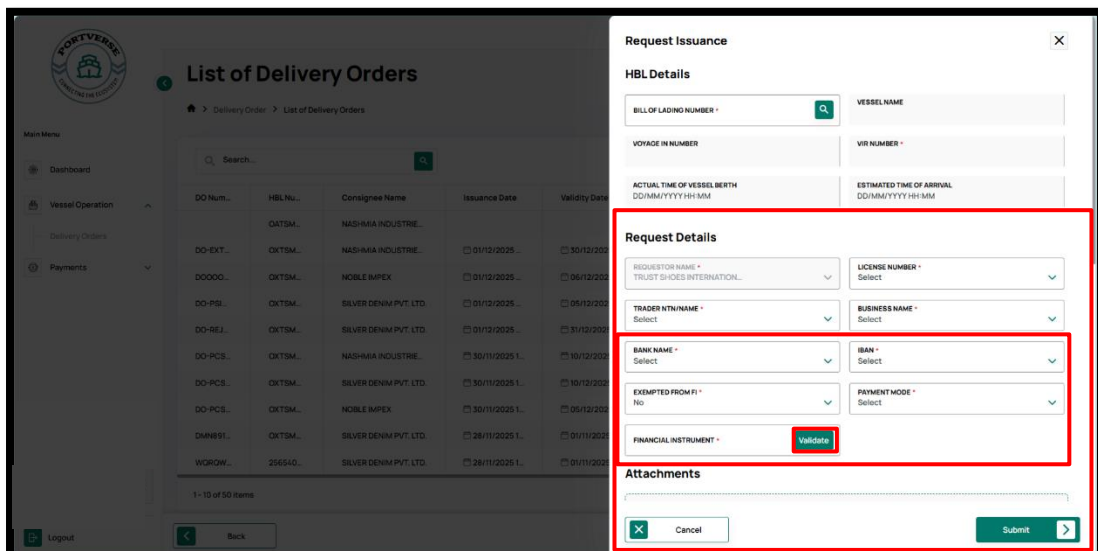 PORTVERSE
Request Issuance
HBL Details
BILL OF LADING NUMBER *
VESSEL NAME
VOYAGE IN NUMBER
VIR NUMBER *
ACTUAL TIME OF VESSEL BERTH
DD/MM/YYYY HH:MM
ESTIMATED TIME OF ARRIVAL
DD/MM/YYYY HH:MM
Request Details
REQUESTOR NAME *
TRUST SHOES INTERNATION...
LICENSE NUMBER *
Select
TRADER NTN/NAME *
Select
BUSINESS NAME *
Select
BANK NAME *
Select
IBAN *
Select
EXEMPTED FROM FI *
No
PAYMENT MODE *
Select
FINANCIAL INSTRUMENT *
Validate
Attachments
Cancel
Submit
List of Delivery Orders
> Delivery Order > List of Delivery Orders
Main Menu
Dashboard
Vessel Operation
Delivery Orders
Payments
Logout
Search...
DO Num... HBL Nu... Consignee Name Issuance Date Validity Date
OATSM... NASHMIA INDUSTRIE...
DO-EXT... OXTSM... NASHMIA INDUSTRIE... 01/12/2025 ... 30/12/202
DOOOO... OXTSM... NOBLE IMPEX 01/12/2025 ... 06/12/202
DO-PSI... OXTSM... SILVER DENIM PVT. LTD. 01/12/2025 ... 05/12/202
DO-REJ... OXTSM... SILVER DENIM PVT. LTD. 01/12/2025 ... 31/12/202
DO-PCS... OXTSM... NASHMIA INDUSTRIE... 30/11/2025 1... 10/12/202
DO-PCS... OXTSM... SILVER DENIM PVT. LTD. 30/11/2025 1... 10/12/202
DO-PCS... OXTSM... NOBLE IMPEX 30/11/2025 1... 05/12/202
DMN891... OXTSM... SILVER DENIM PVT. LTD. 28/11/2025 1... 01/11/2025
WOROW... 256540... SILVER DENIM PVT. LTD. 28/11/2025 1... 01/11/2025
1 - 10 of 50 items
Back